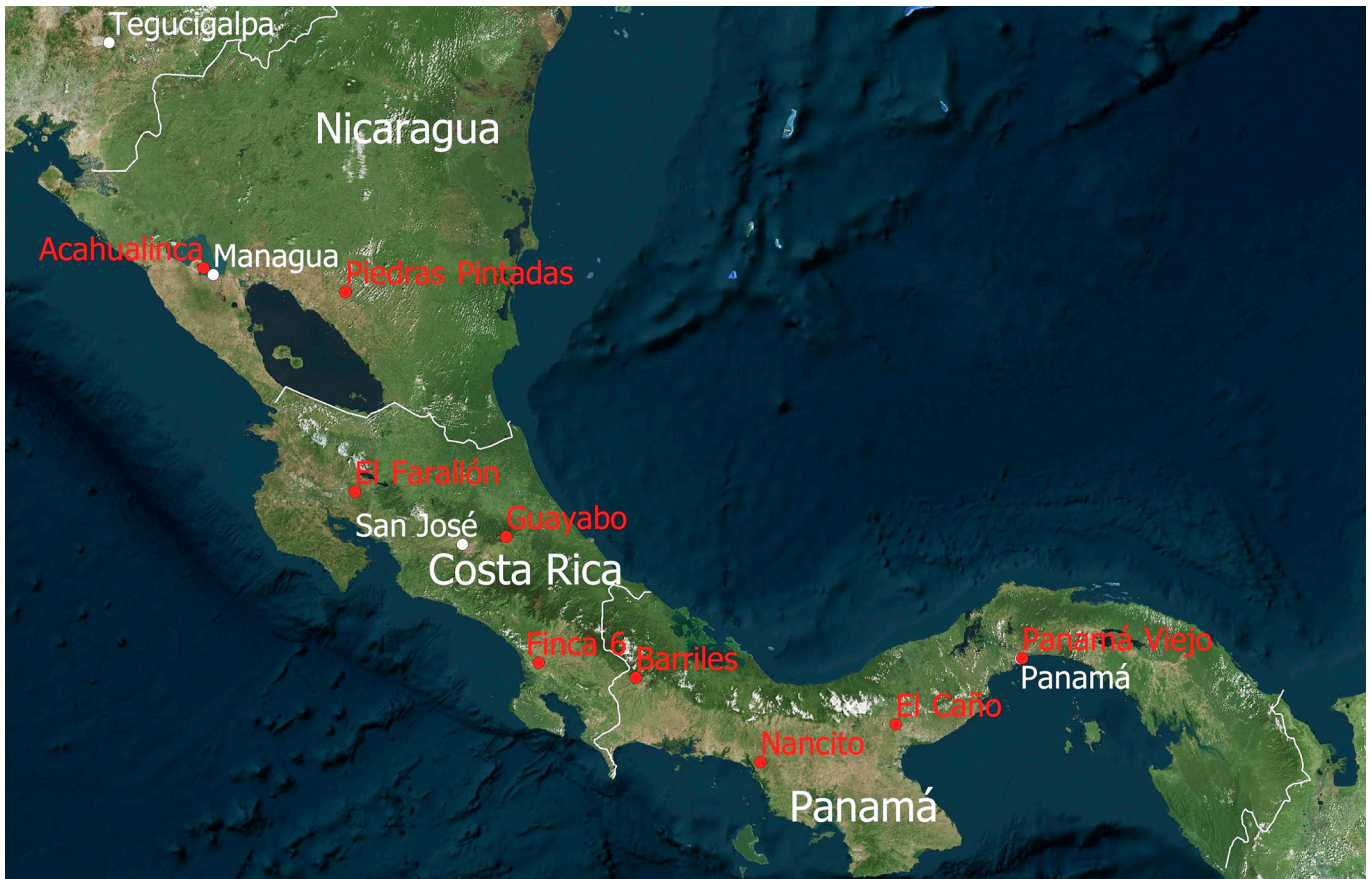 Tegucigalpa
Nicaragua
Acahualinca
Managua
Piedras Pintadas
El Farallón
San José
Guayabo
Costa Rica
Finca 6
Barriles
Panamá Viejo
Panamá
El Caño
Nancito
Panamá